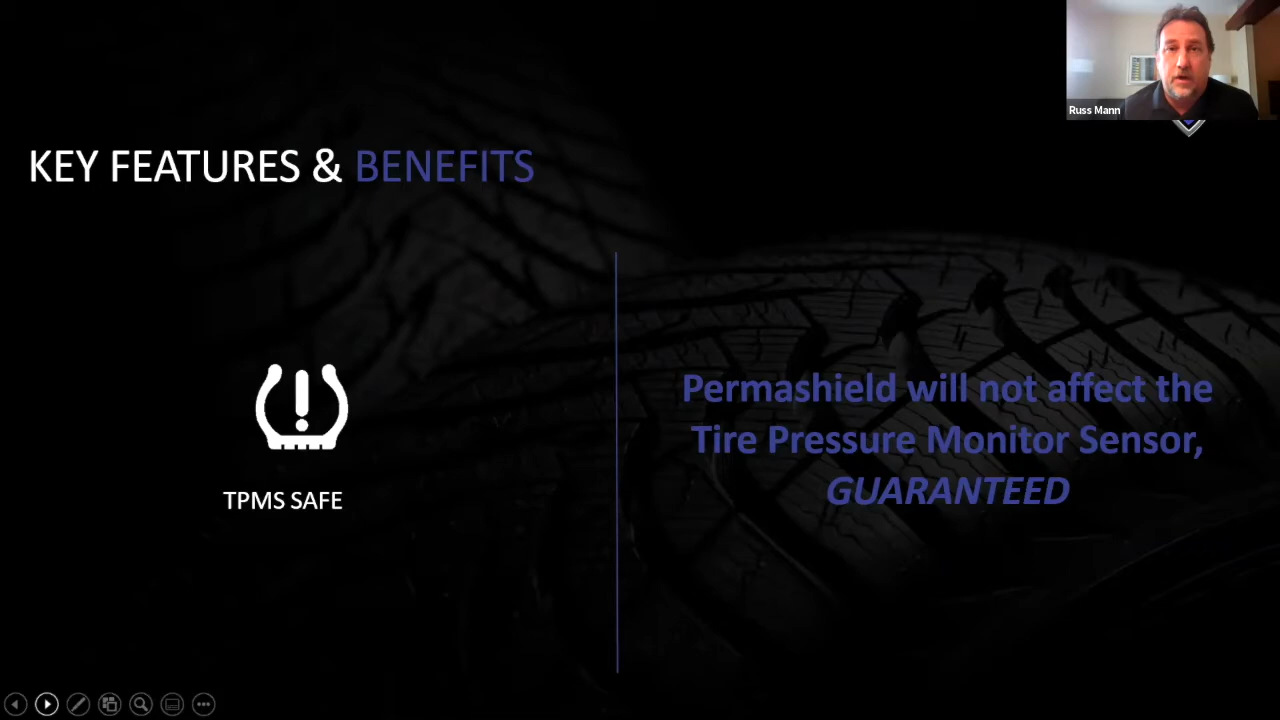 Russ Mann
KEY FEATURES & BENEFITS
Permashield will not affect the
Tire Pressure Monitor Sensor,
GUARANTEED
TPMS SAFE